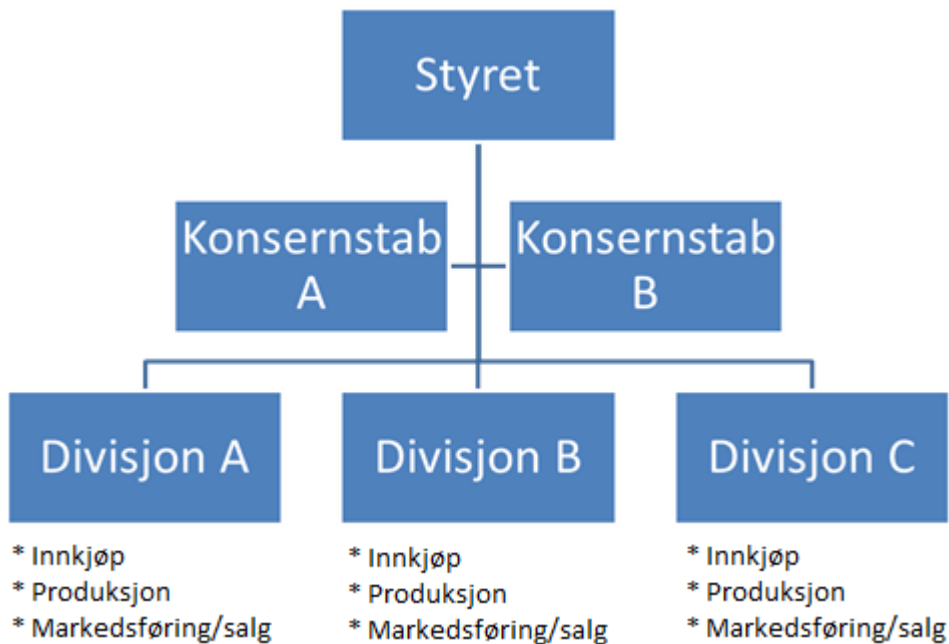 Styret
Konsernstab
A
Konsernstab
B
Divisjon A
Divisjon B
Divisjon C
* Innkjøp
* Produksjon
* Markedsføring/salg
* Innkjøp
* Produksjon
* Markedsføring/salg
* Innkjøp
* Produksjon
* Markedsføring/salg